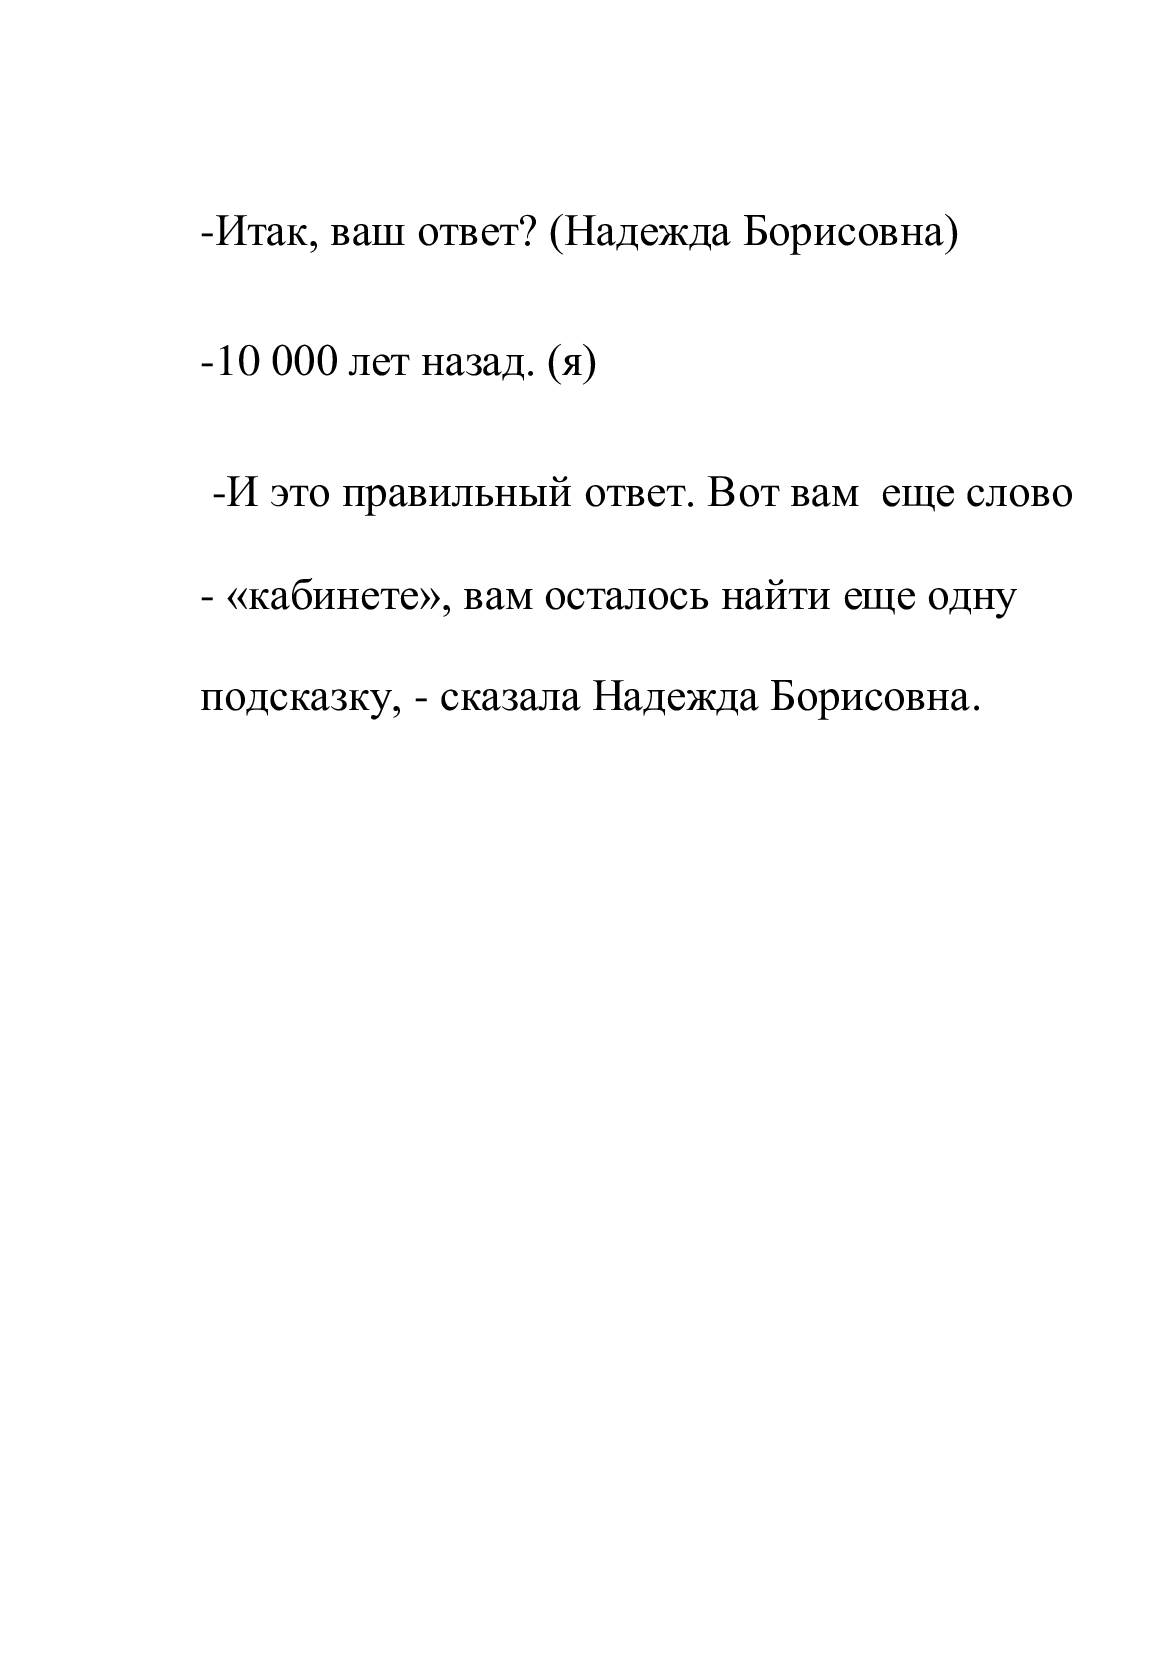 -Итак, ваш ответ? (Надежда Борисовна)
-10 000 лет назад. (я)
-И это правильный ответ. Вот вам  еще слово
- «кабинете», вам осталось найти еще одну
подсказку, - сказала Надежда Борисовна.